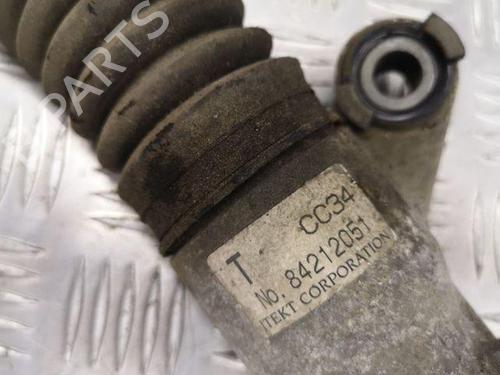 PARTS
T CC34
No. 84212051
JTEKT CORPORATION